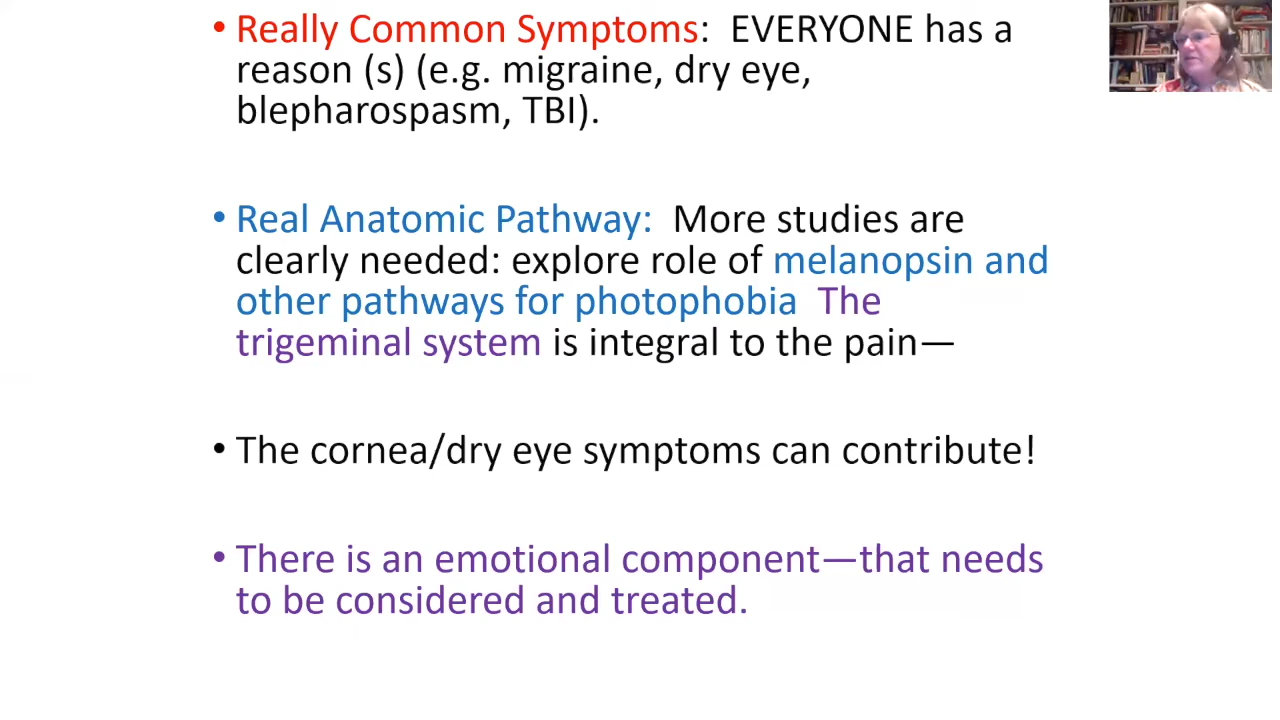 • Really Common Symptoms:  EVERYONE has a
reason (s) (e.g. migraine, dry eye,
blepharospasm, TBI).
• Real Anatomic Pathway:  More studies are
clearly needed: explore role of melanopsin and
other pathways for photophobia  The
trigeminal system is integral to the pain—
• The cornea/dry eye symptoms can contribute!
• There is an emotional component—that needs
to be considered and treated.